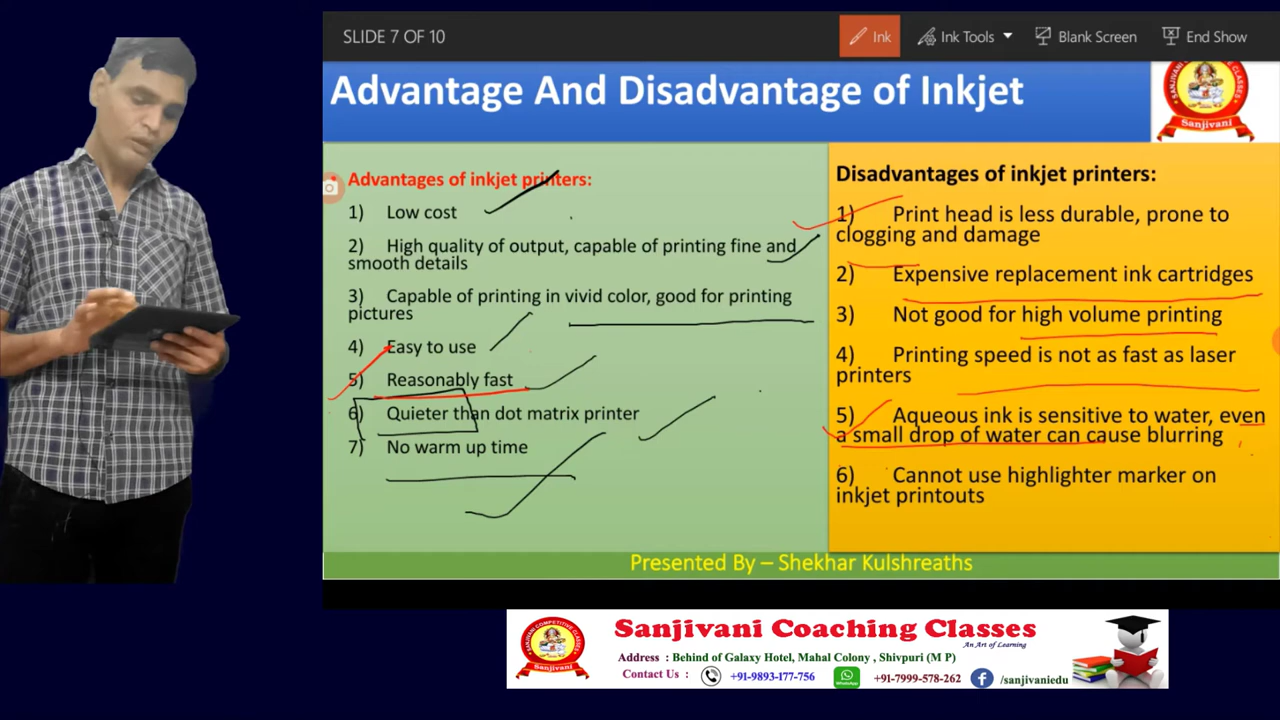 SLIDE 7 OF 10
Ink
Ink Tools
Blank Screen
End Show
Advantage And Disadvantage of Inkjet
SANJIVANI COMPETITIVE CLASSES
Sanjivani
Advantages of inkjet printers:
1) Low cost
2) High quality of output, capable of printing fine and
smooth details
3) Capable of printing in vivid color, good for printing
pictures
4) Easy to use
5) Reasonably fast
6) Quieter than dot matrix printer
7) No warm up time
Disadvantages of inkjet printers:
1) Print head is less durable, prone to
clogging and damage
2) Expensive replacement ink cartridges
3) Not good for high volume printing
4) Printing speed is not as fast as laser
printers
5) Aqueous ink is sensitive to water, even
a small drop of water can cause blurring
6) Cannot use highlighter marker on
inkjet printouts
Presented By – Shekhar Kulshreaths
SANJIVANI COMPETITIVE CLASSES
Sanjivani
Sanjivani Coaching Classes
An Art of Learning
Address : Behind of Galaxy Hotel, Mahal Colony , Shivpuri (M P)
Contact Us : +91-9893-177-756 WhatsApp +91-7999-578-262 /sanjivaniedu